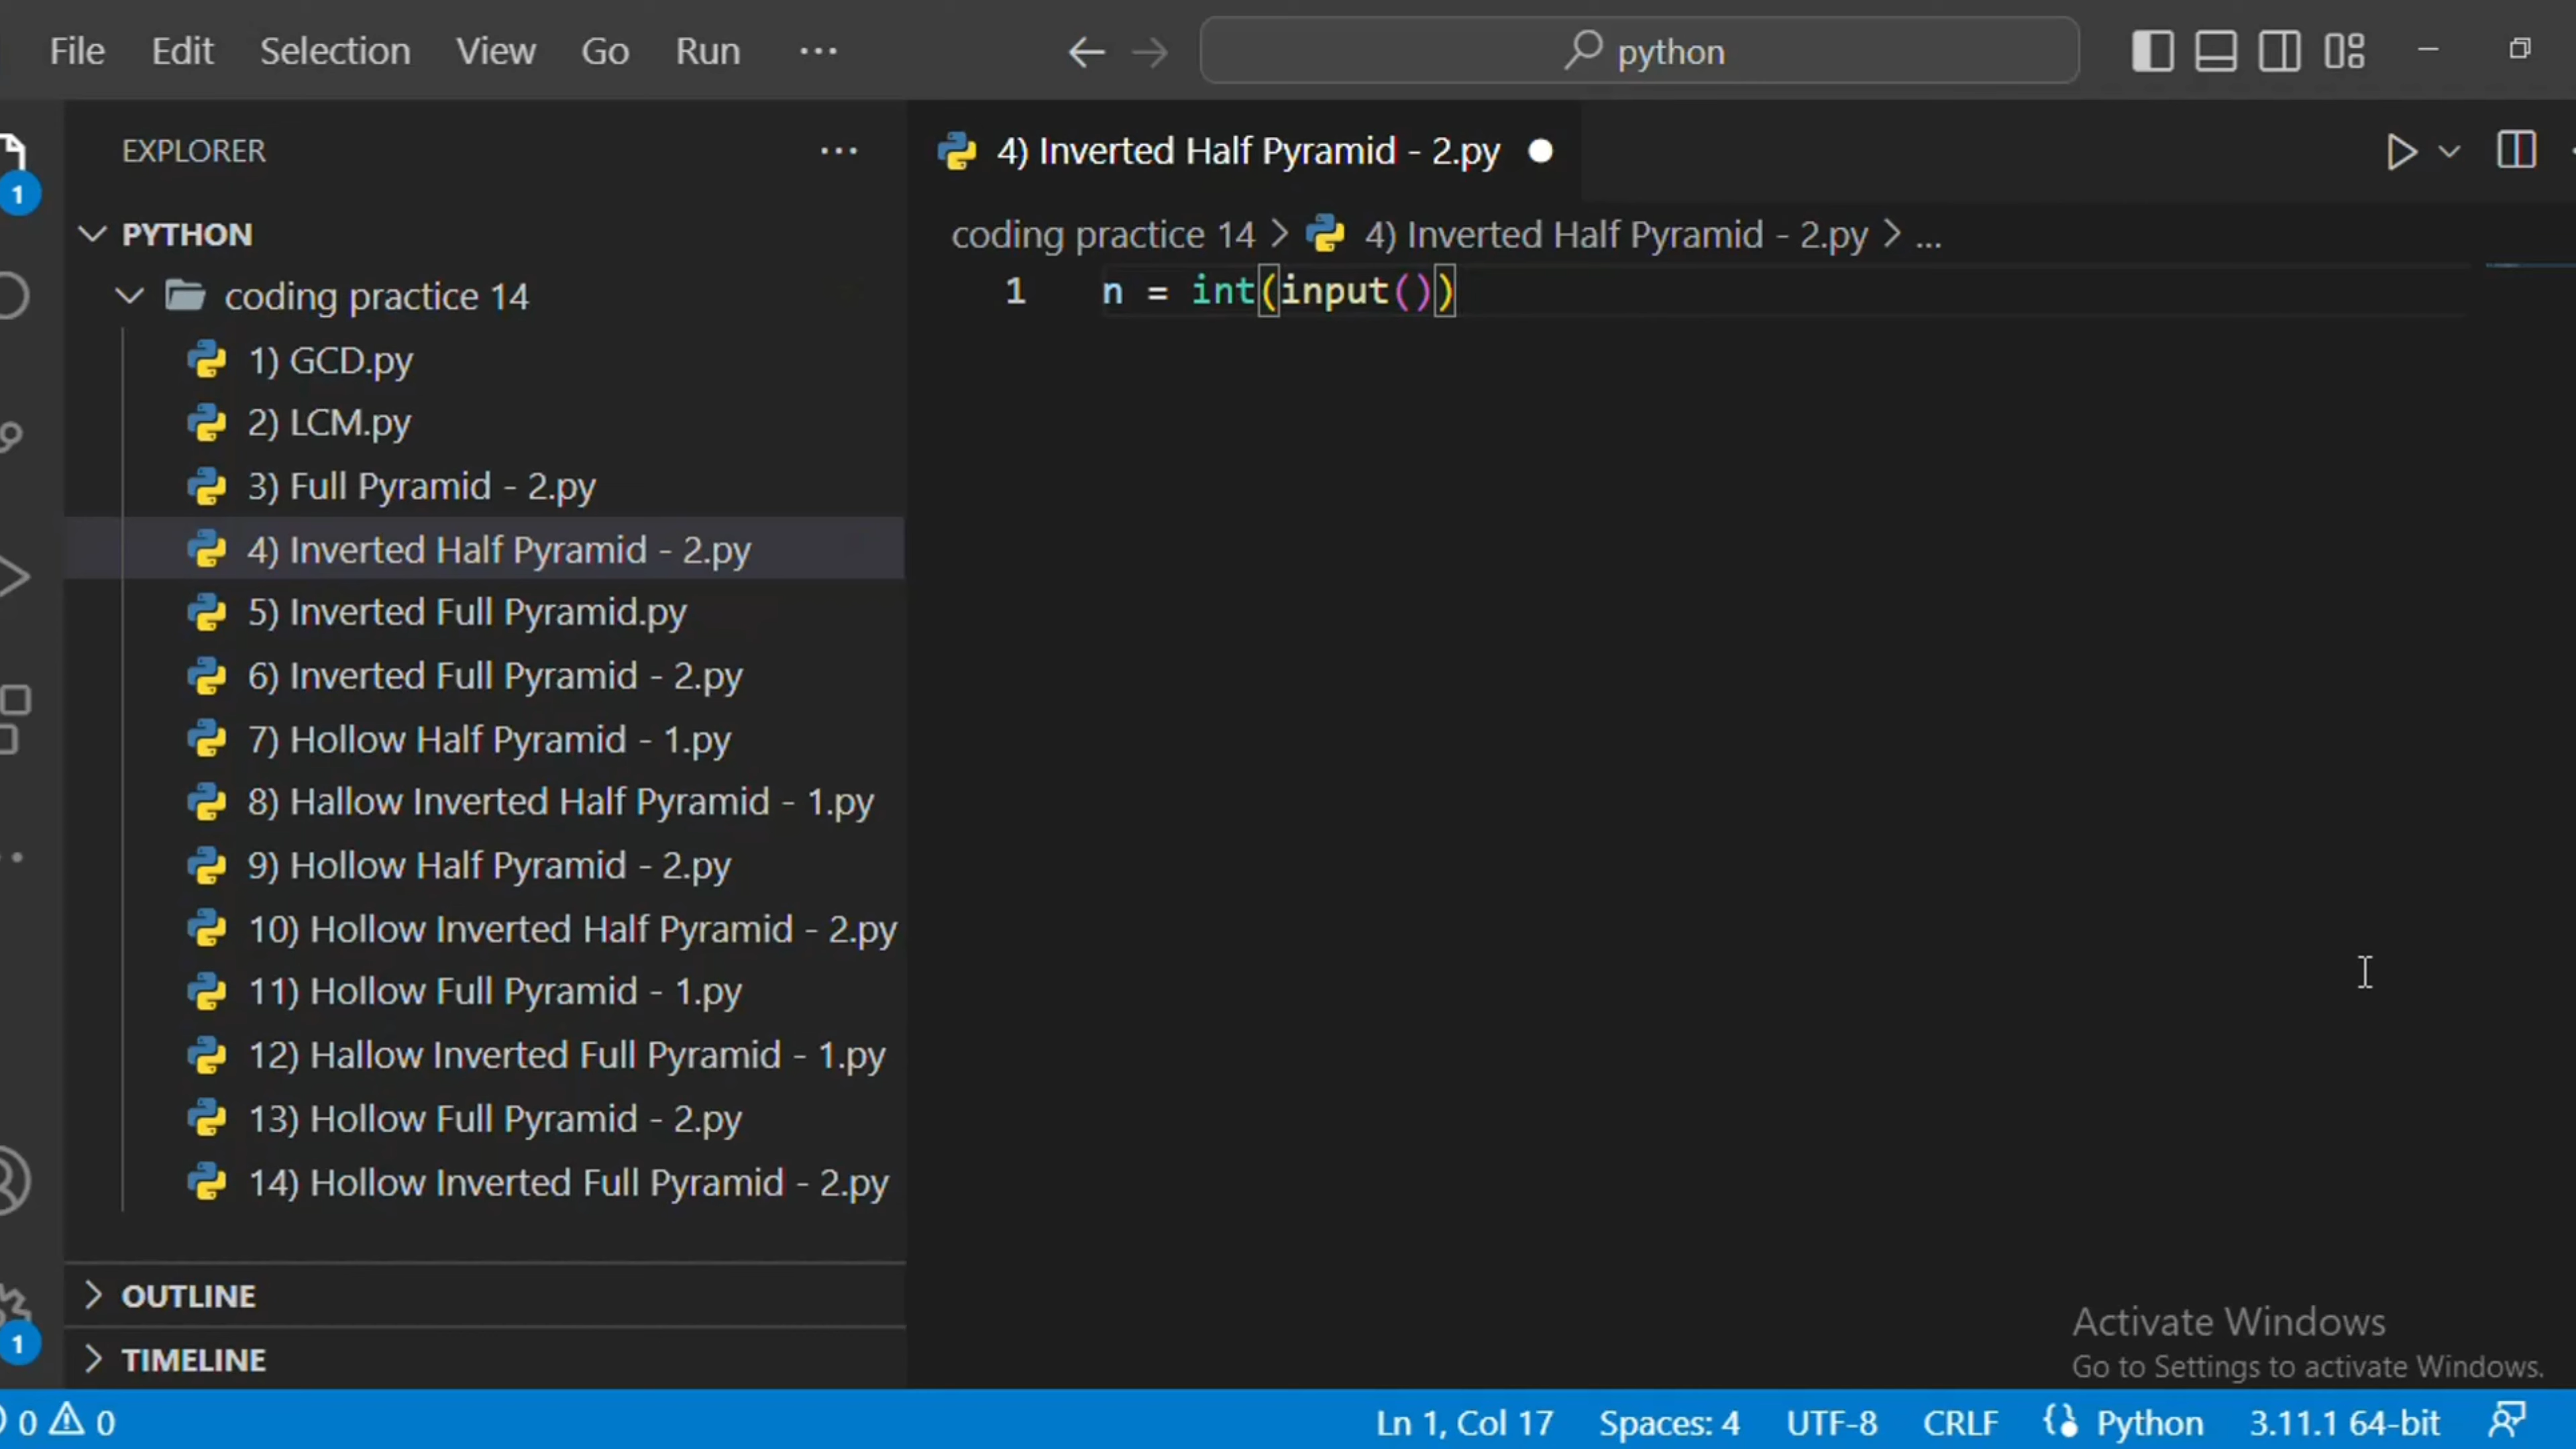 File Edit Selection View Go Run ...
python
EXPLORER ...
PYTHON
coding practice 14
1) GCD.py
2) LCM.py
3) Full Pyramid - 2.py
4) Inverted Half Pyramid - 2.py
5) Inverted Full Pyramid.py
6) Inverted Full Pyramid - 2.py
7) Hollow Half Pyramid - 1.py
8) Hallow Inverted Half Pyramid - 1.py
9) Hollow Half Pyramid - 2.py
10) Hollow Inverted Half Pyramid - 2.py
11) Hollow Full Pyramid - 1.py
12) Hallow Inverted Full Pyramid - 1.py
13) Hollow Full Pyramid - 2.py
14) Hollow Inverted Full Pyramid - 2.py
OUTLINE
TIMELINE
1
1
4) Inverted Half Pyramid - 2.py
coding practice 14 > 4) Inverted Half Pyramid - 2.py > ...
1 n = int(input())
Activate Windows
Go to Settings to activate Windows.
0 0 Ln 1, Col 17 Spaces: 4 UTF-8 CRLF Python 3.11.1 64-bit